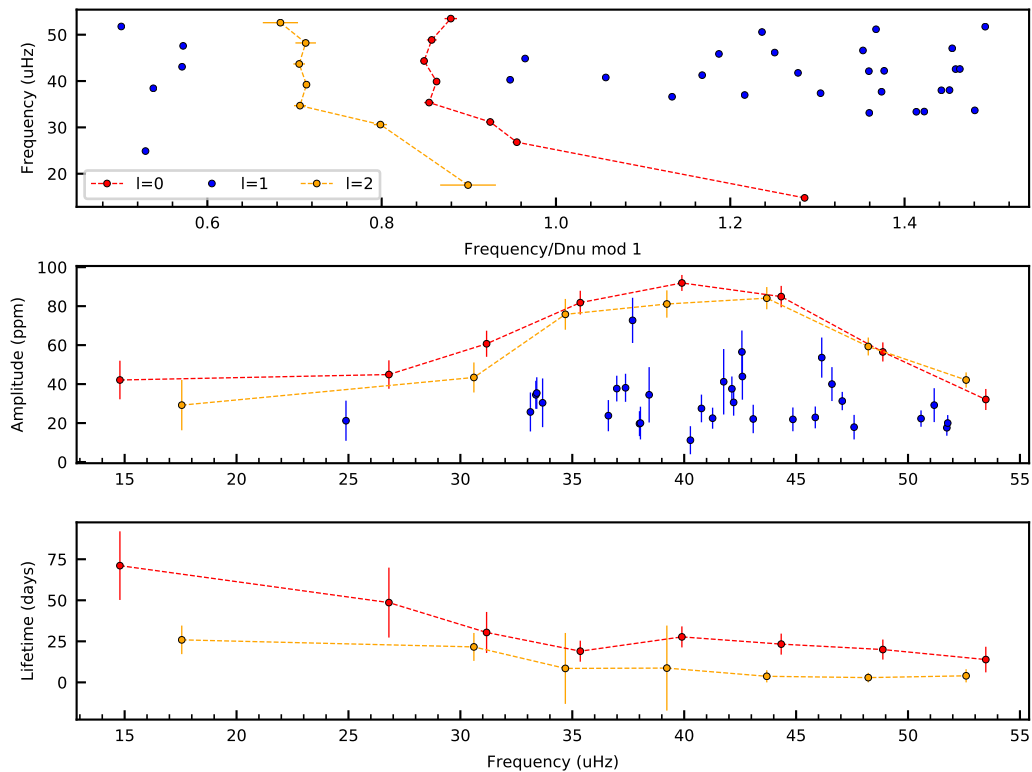 Frequency (uHz)
50
40
30
20
l=0 l=1 l=2
0.6 0.8 1.0 1.2 1.4
Frequency/Dnu mod 1
Amplitude (ppm)
100
80
60
40
20
0
15 20 25 30 35 40 45 50 55
Lifetime (days)
75
50
25
0
15 20 25 30 35 40 45 50 55
Frequency (uHz)